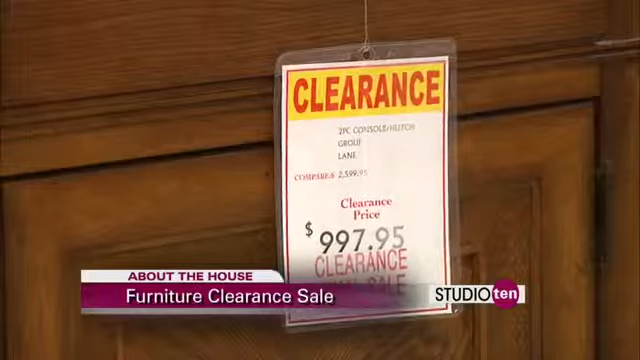 CLEARANCE
2PC CONSOLE/HUTCH
GROUP
LANE
COMPARE@ 2,599.95
Clearance
Price
$997.95
CLEARANCE
SALE
ABOUT THE HOUSE
Furniture Clearance Sale
STUDIO ten